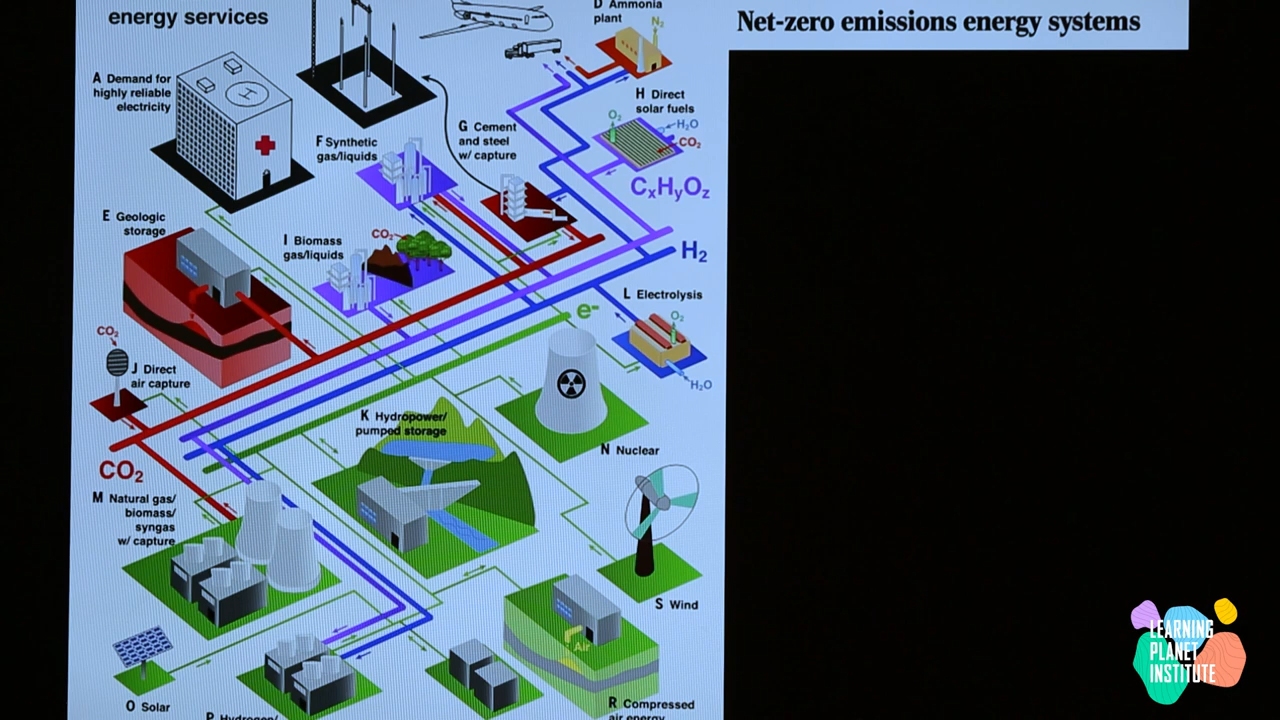 energy services
Net-zero emissions energy systems
D Ammonia
plant
N2
A Demand for
highly reliable
electricity
H Direct
solar fuels
O2
H2O
CO2
F Synthetic
gas/liquids
G Cement
and steel
w/ capture
CxHyOz
E Geologic
storage
I Biomass
gas/liquids
CO2
H2
L Electrolysis
e-
O2
H2O
CO2
J Direct
air capture
K Hydropower/
pumped storage
N Nuclear
CO2
M Natural gas/
biomass/
syngas
w/ capture
S Wind
Air
O Solar
P Hydrogen/
R Compressed
air energy
LEARNING
PLANET
INSTITUTE